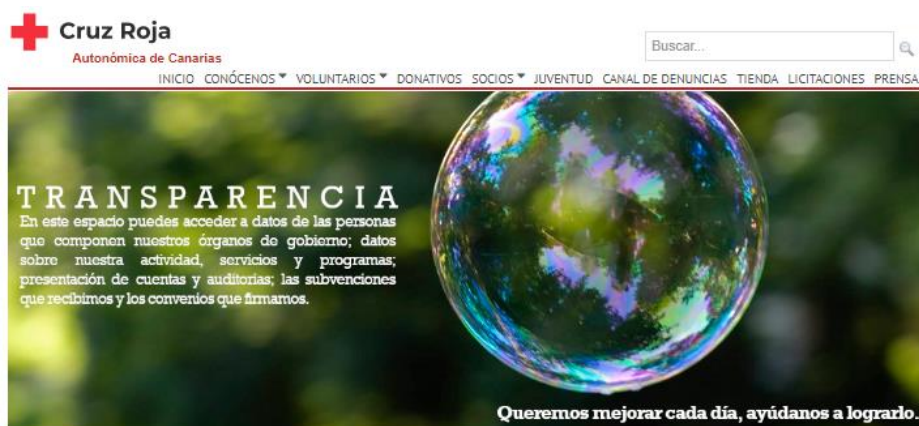 Cruz Roja
Autonómica de Canarias
Buscar...
INICIO CONÓCENOS VOLUNTARIOS DONATIVOS SOCIOS JUVENTUD CANAL DE DENUNCIAS TIENDA LICITACIONES PRENSA
TRANSPARENCIA
En este espacio puedes acceder a datos de las personas
que componen nuestros órganos de gobierno; datos
sobre nuestra actividad, servicios y programas;
presentación de cuentas y auditorias; las subvenciones
que recibimos y los convenios que firmamos.
Queremos mejorar cada día, ayúdanos a lograrlo.